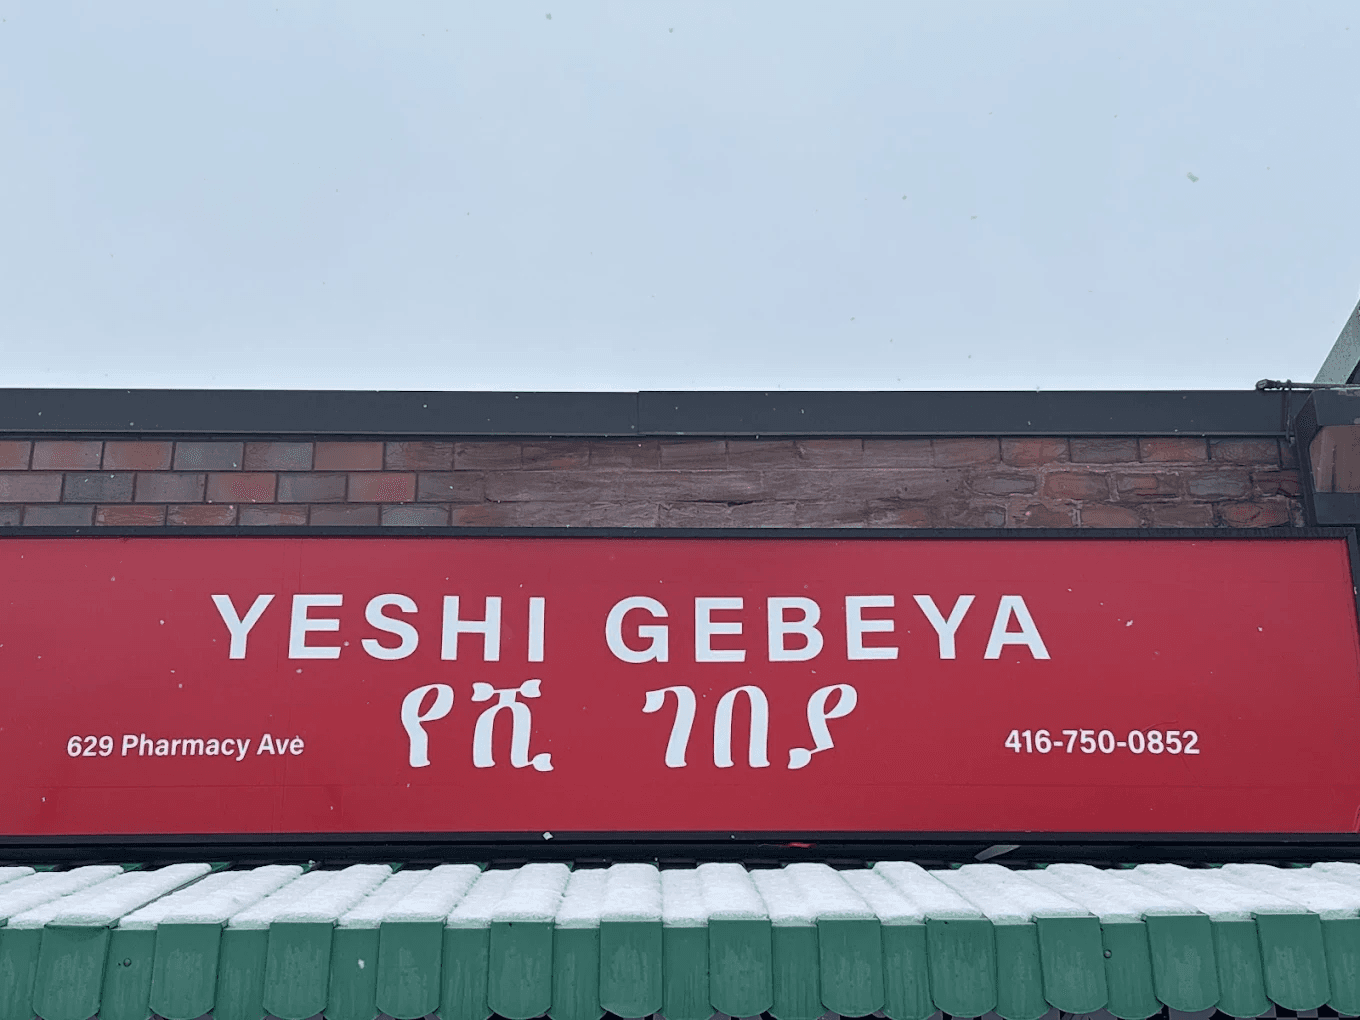 YESHI GEBEYA
የሺ ገበያ
629 Pharmacy Ave
416-750-0852